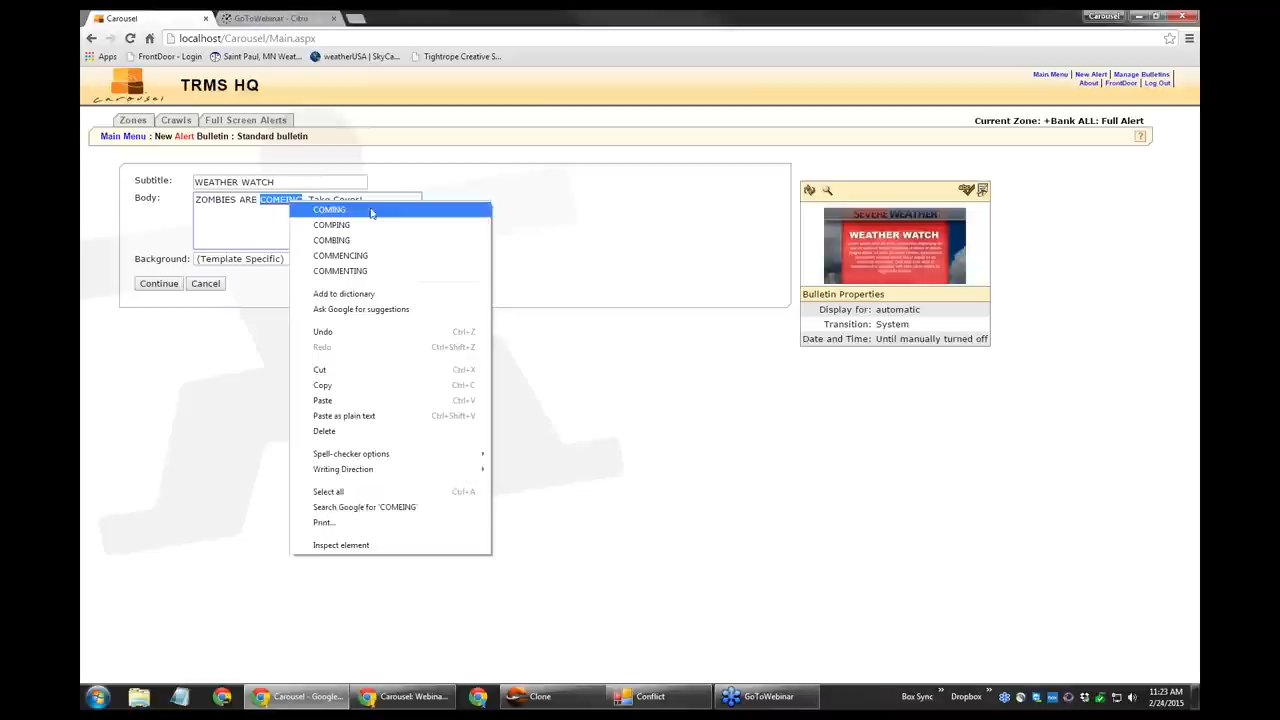 Carousel
GoToWebinar - Citri
Carousel
localhost/Carousel/Main.aspx
Apps FrontDoor - Login Saint Paul, MN Weat... weatherUSA | SkyCa... Tightrope Creative S...
Carousel
TRMS HQ
Main Menu | New Alert | Manage Bulletins |
About | FrontDoor | Log Out |
Zones Crawls Full Screen Alerts
Current Zone: +Bank ALL: Full Alert
Main Menu : New Alert Bulletin : Standard bulletin
?
Subtitle: WEATHER WATCH
Body: ZOMBIES ARE COMEING. Take Cover!
Background: (Template Specific)
Continue Cancel
COMING
COMPING
COMBING
COMMENCING
COMMENTING
Add to dictionary
Ask Google for suggestions
Undo Ctrl+Z
Redo Ctrl+Shift+Z
Cut Ctrl+X
Copy Ctrl+C
Paste Ctrl+V
Paste as plain text Ctrl+Shift+V
Delete
Spell-checker options
Writing Direction
Select all Ctrl+A
Search Google for 'COMEING'
Print...
Inspect element
SEVERE WEATHER
WEATHER WATCH
Bulletin Properties
Display for: automatic
Transition: System
Date and Time: Until manually turned off
Carousel - Google... Carousel: Webina... Clone Conflict GoToWebinar
Box Sync » Dropbox »
11:23 AM
2/24/2015